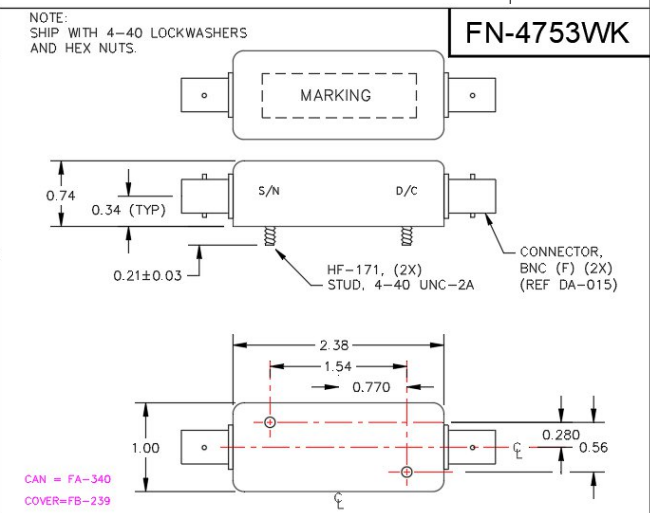 NOTE:
SHIP WITH 4-40 LOCKWASHERS
AND HEX NUTS.
FN-4753WK
MARKING
S/N
D/C
0.74
0.34 (TYP)
0.21±0.03
HF-171, (2X)
STUD, 4-40 UNC-2A
CONNECTOR,
BNC (F) (2X)
(REF DA-015)
2.38
1.54
0.770
1.00
0.280
0.56
℄
℄
CAN = FA-340
COVER=FB-239